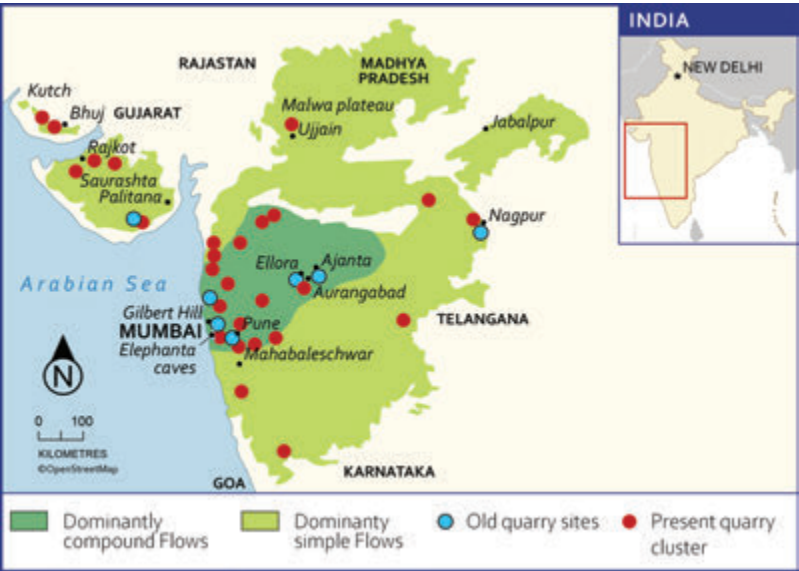 INDIA
NEW DELHI
RAJASTAN
MADHYA
PRADESH
Kutch
Bhuj
GUJARAT
Malwa plateau
Ujjain
Jabalpur
Rajkot
Saurashta
Palitana
Nagpur
Arabian Sea
Ellora
Ajanta
Aurangabad
Gilbert Hill
MUMBAI
Pune
TELANGANA
Elephanta
caves
Mahabaleschwar
N
0 100
KILOMETRES
©OpenStreetMap
KARNATAKA
GOA
Dominantly
compound Flows
Dominanty
simple Flows
Old quarry sites
Present quarry
cluster